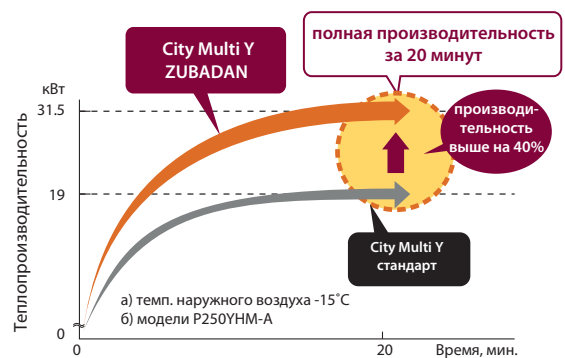 City Multi Y
ZUBADAN
полная производительность
за 20 минут
кВт
31.5
производи-
тельность
выше на 40%
Теплопроизводительность
19
City Multi Y
стандарт
а) темп. наружного воздуха -15˚С
б) модели P250YHM-A
0
0
20
Время, мин.